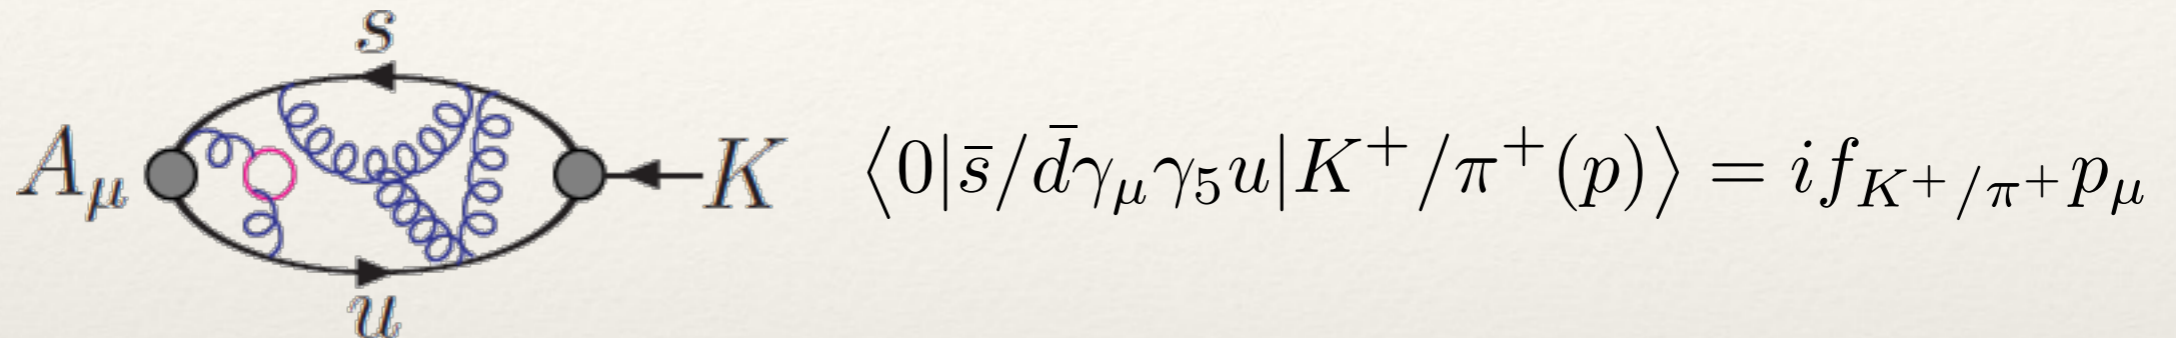 s
A_μ
K
⟨0|s̄/d̄γ_μγ_5u|K^+/π^+(p)⟩ = if_{K^+/π^+}p_μ
u